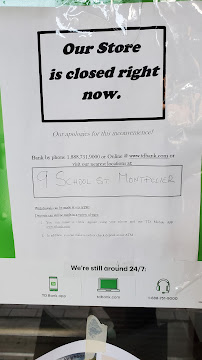 Our Store
is closed right
now.
Our apologies for this inconvenience!
Bank by phone 1.888.751.9000 or Online @ www.tdbank.com or
visit our nearest locations at:
9 SCHOOL ST. MONTPELIER
We're still around 24/7:
TD Bank app
tdbank.com
1-888-751-9000